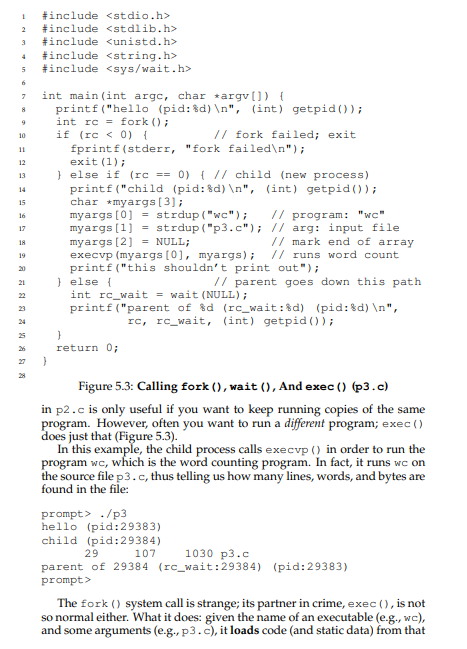 1 #include <stdio.h>
2 #include <stdlib.h>
3 #include <unistd.h>
4 #include <string.h>
5 #include <sys/wait.h>
6
7 int main(int argc, char *argv[]) {
8 printf("hello (pid:%d)\n", (int) getpid());
9 int rc = fork();
10 if (rc < 0) { // fork failed; exit
11 fprintf(stderr, "fork failed\n");
12 exit(1);
13 } else if (rc == 0) { // child (new process)
14 printf("child (pid:%d)\n", (int) getpid());
15 char *myargs[3];
16 myargs[0] = strdup("wc"); // program: "wc"
17 myargs[1] = strdup("p3.c"); // arg: input file
18 myargs[2] = NULL; // mark end of array
19 execvp(myargs[0], myargs); // runs word count
20 printf("this shouldn't print out");
21 } else { // parent goes down this path
22 int rc_wait = wait(NULL);
23 printf("parent of %d (rc_wait:%d) (pid:%d)\n",
24 rc, rc_wait, (int) getpid());
25 }
26 return 0;
27 }
28
Figure 5.3: Calling fork(), wait(), And exec() (p3.c)
in p2.c is only useful if you want to keep running copies of the same
program. However, often you want to run a different program; exec()
does just that (Figure 5.3).
In this example, the child process calls execvp() in order to run the
program wc, which is the word counting program. In fact, it runs wc on
the source file p3.c, thus telling us how many lines, words, and bytes are
found in the file:
prompt> ./p3
hello (pid:29383)
child (pid:29384)
29 107 1030 p3.c
parent of 29384 (rc_wait:29384) (pid:29383)
prompt>
The fork() system call is strange; its partner in crime, exec(), is not
so normal either. What it does: given the name of an executable (e.g., wc),
and some arguments (e.g., p3.c), it loads code (and static data) from that